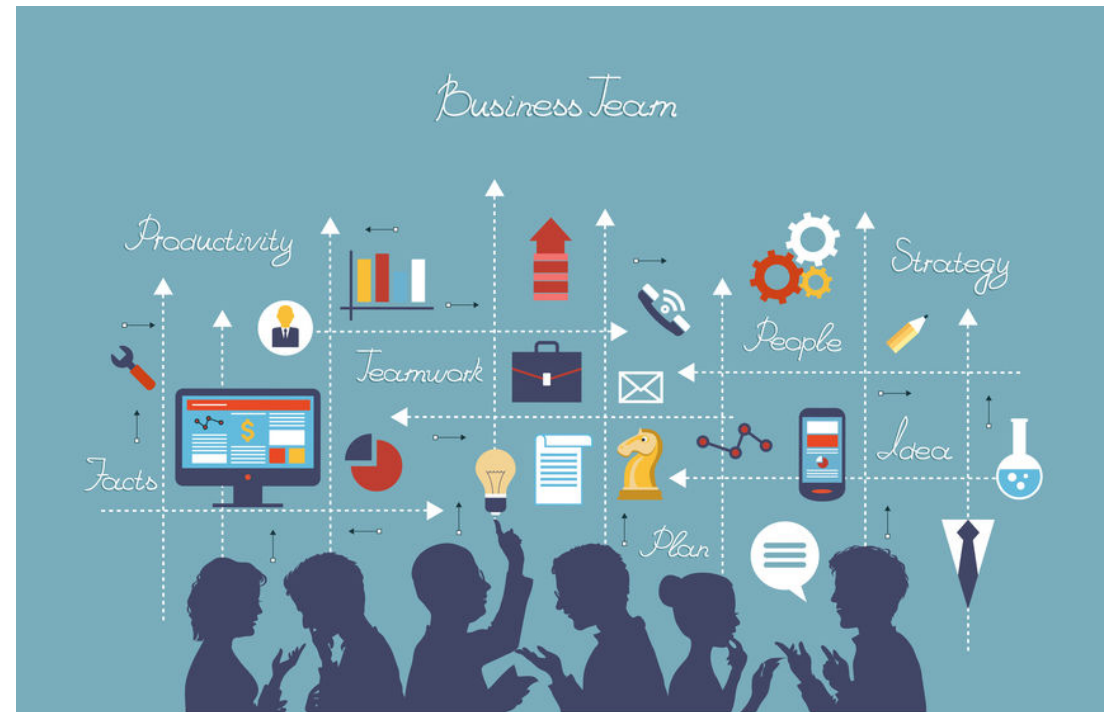 Business Team
Productivity
Strategy
People
Teamwork
Idea
Facts
$
Plan